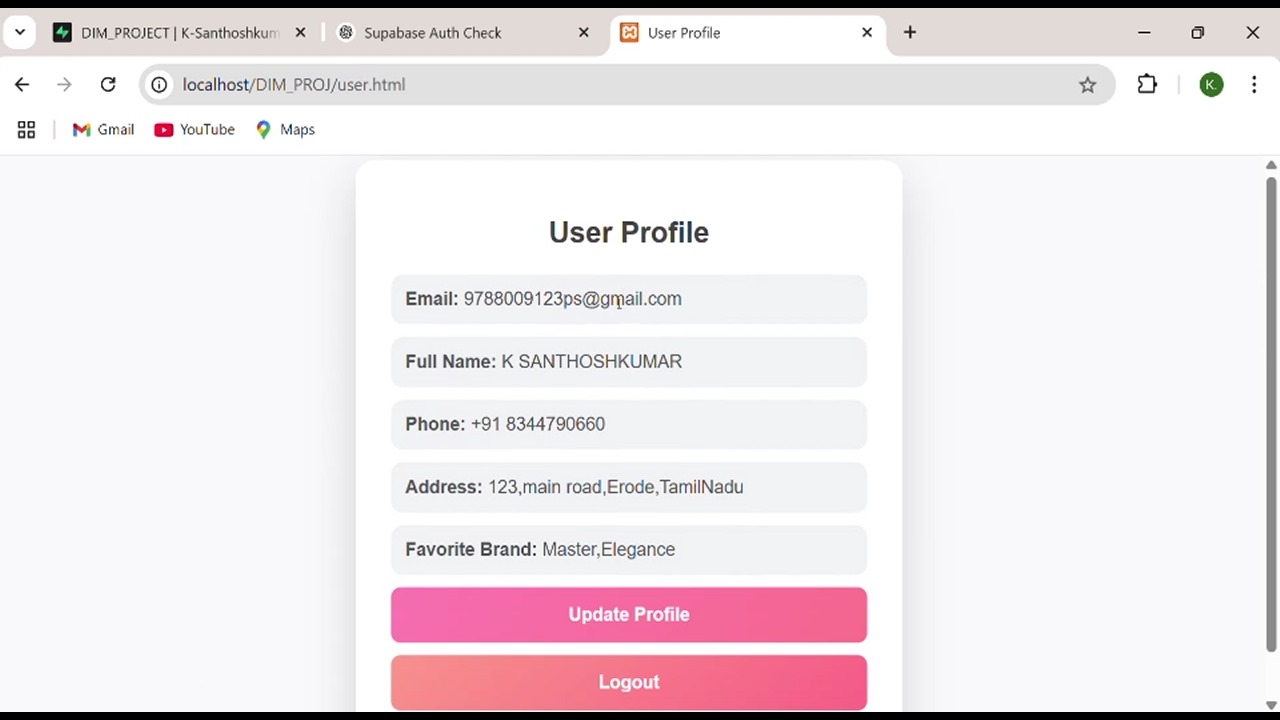 DIM_PROJECT | K-Santhoshkum
Supabase Auth Check
User Profile
localhost/DIM_PROJ/user.html
K.
Gmail
YouTube
Maps
User Profile
Email: 9788009123ps@gmail.com
Full Name: K SANTHOSHKUMAR
Phone: +91 8344790660
Address: 123,main road,Erode,TamilNadu
Favorite Brand: Master,Elegance
Update Profile
Logout